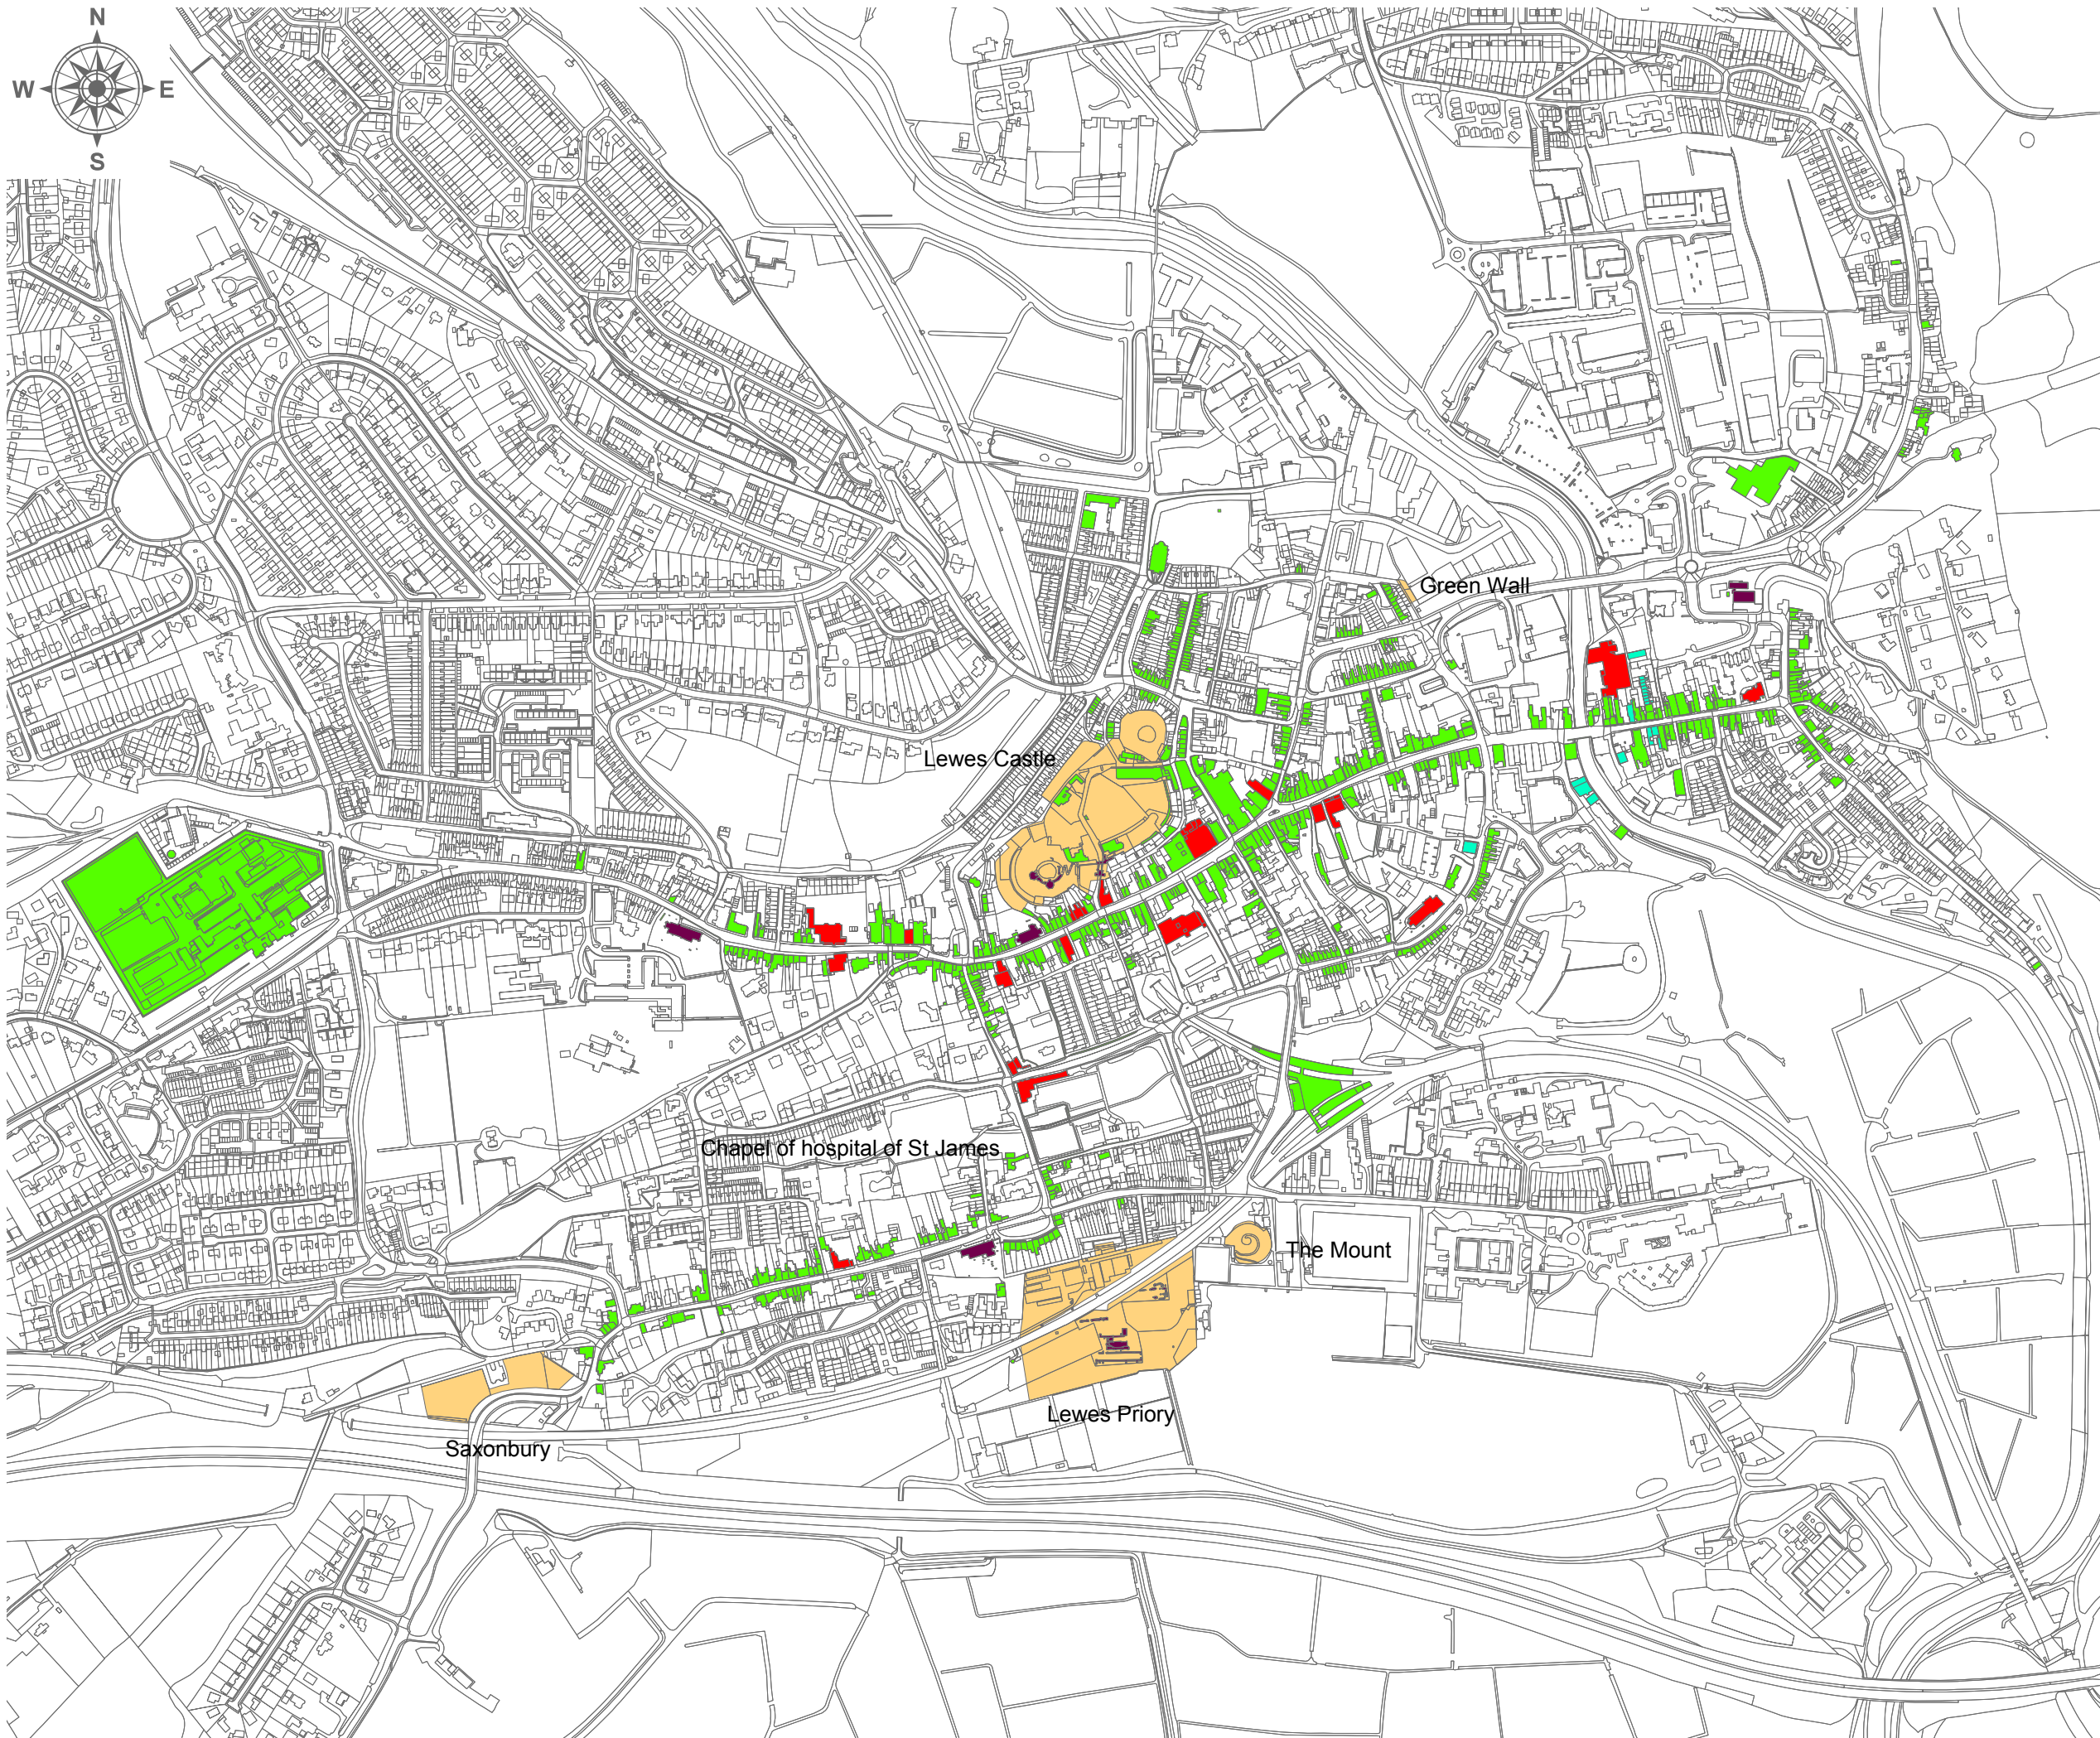 N
W E
S
Green Wall
Lewes Castle
Chapel of hospital of St James
The Mount
Lewes Priory
Saxonbury